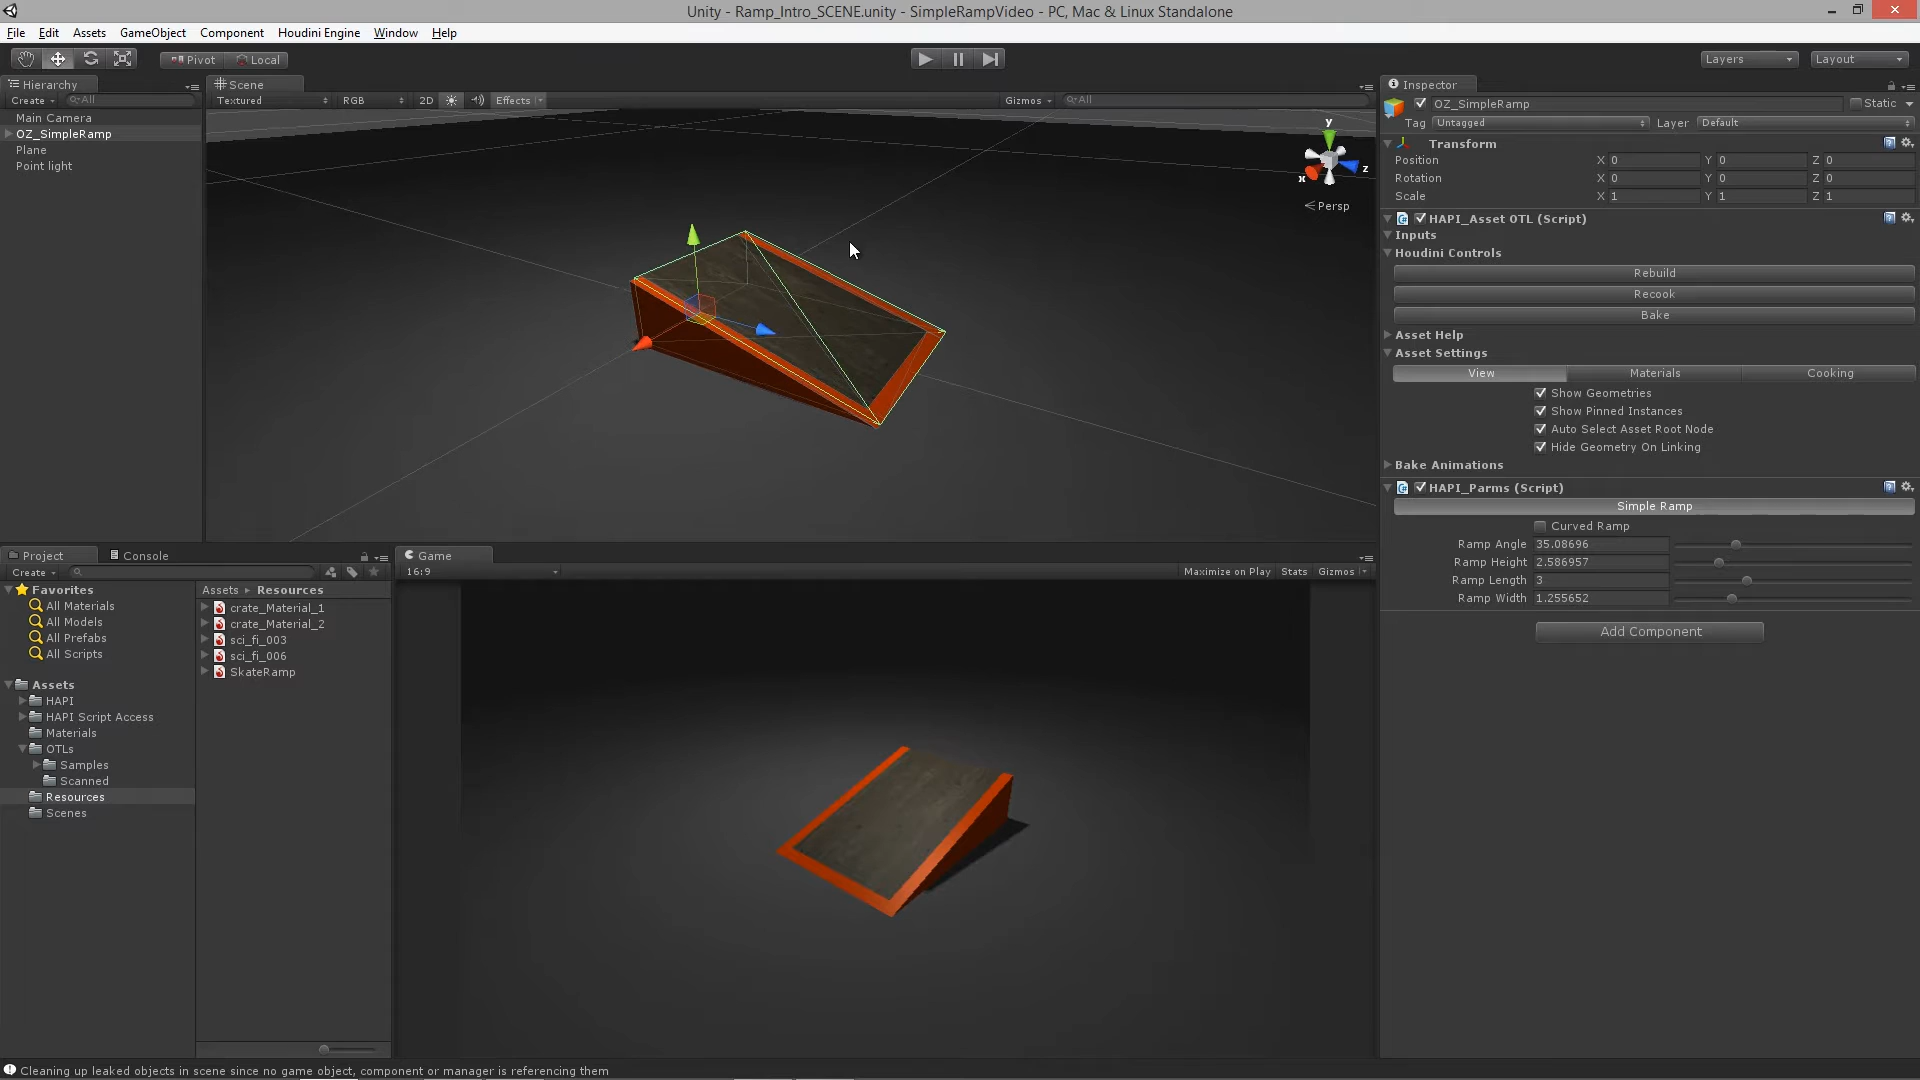 Unity - Ramp_Intro_SCENE.unity - SimpleRampVideo - PC, Mac & Linux Standalone
File Edit Assets GameObject Component Houdini Engine Window Help
Pivot Local
Layers
Layout
Hierarchy
Create All
Main Camera
OZ_SimpleRamp
Plane
Point light
Scene
Textured RGB 2D Effects Gizmos All
y
x z
Persp
Project Console
Create
Favorites
All Materials
All Models
All Prefabs
All Scripts
Assets
HAPI
HAPI Script Access
Materials
OTLs
Samples
Scanned
Resources
Scenes
Assets Resources
crate_Material_1
crate_Material_2
sci_fi_003
sci_fi_006
SkateRamp
Game
16:9 Maximize on Play Stats Gizmos
Inspector
OZ_SimpleRamp Static
Tag Untagged Layer Default
Transform
Position X 0 Y 0 Z 0
Rotation X 0 Y 0 Z 0
Scale X 1 Y 1 Z 1
HAPI_Asset OTL (Script)
Inputs
Houdini Controls
Rebuild
Recook
Bake
Asset Help
Asset Settings
View Materials Cooking
Show Geometries
Show Pinned Instances
Auto Select Asset Root Node
Hide Geometry On Linking
Bake Animations
HAPI_Parms (Script)
Simple Ramp
Curved Ramp
Ramp Angle 35.08696
Ramp Height 2.586957
Ramp Length 3
Ramp Width 1.255652
Add Component
Cleaning up leaked objects in scene since no game object, component or manager is referencing them